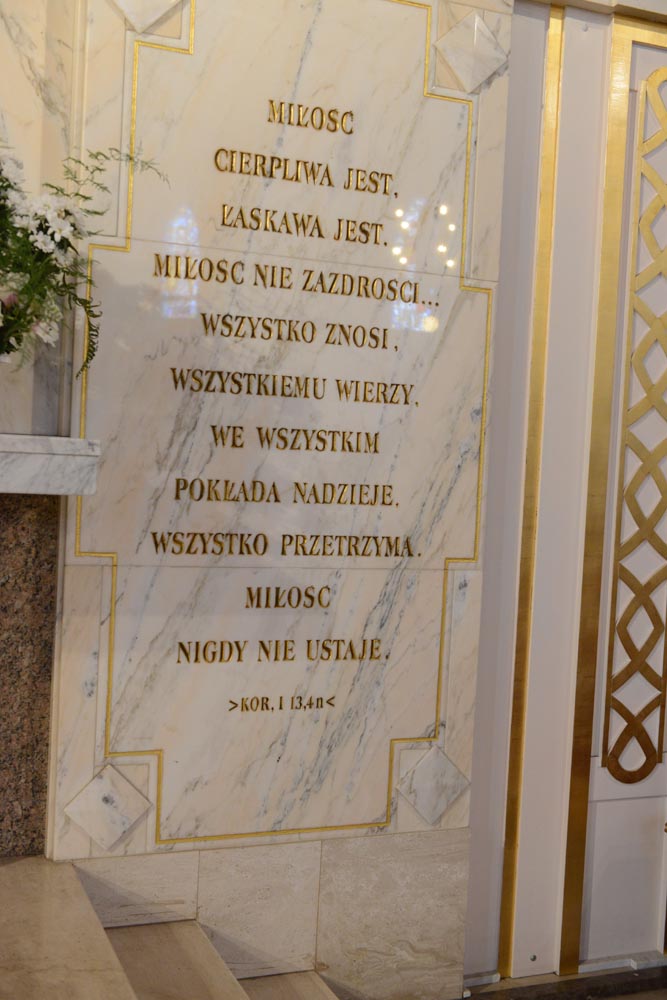 MIŁOSC
CIERPLIWA JEST,
ŁASKAWA JEST.
MIŁOSC NIE ZAZDROSCI...
WSZYSTKO ZNOSI,
WSZYSTKIEMU WIERZY,
WE WSZYSTKIM
POKŁADA NADZIEJE,
WSZYSTKO PRZETRZYMA.
MIŁOSC
NIGDY NIE USTAJE.
>KOR, I 13,4n<